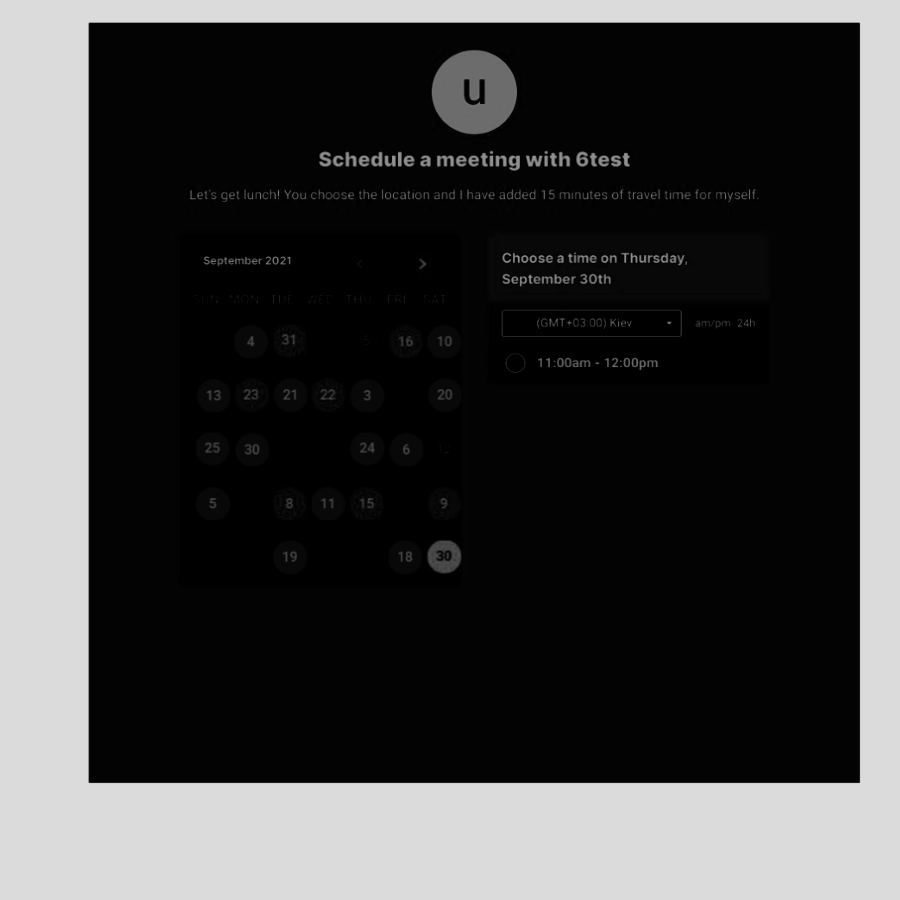 u
Schedule a meeting with 6test
Let's get lunch! You choose the location and I have added 15 minutes of travel time for myself.
September 2021
SUN MON TUE WED THU FRI SAT
4 31 16 10
13 23 21 22 3 20
25 30 24 6 12
5 8 11 15 9
19 18 30
Choose a time on Thursday,
September 30th
(GMT+03:00) Kiev
am/pm 24h
11:00am - 12:00pm